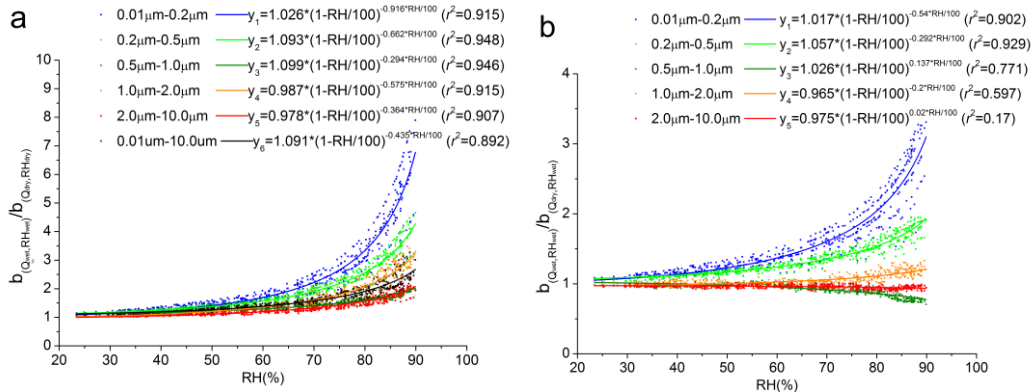 a
0.01μm-0.2μm y₁=1.026*(1-RH/100)^-0.916*RH/100 (r²=0.915)
0.2μm-0.5μm y₂=1.093*(1-RH/100)^-0.662*RH/100 (r²=0.948)
0.5μm-1.0μm y₃=1.099*(1-RH/100)^-0.294*RH/100 (r²=0.946)
1.0μm-2.0μm y₄=0.987*(1-RH/100)^-0.575*RH/100 (r²=0.915)
2.0μm-10.0μm y₅=0.978*(1-RH/100)^-0.364*RH/100 (r²=0.907)
0.01um-10.0um y₆=1.091*(1-RH/100)^-0.435*RH/100 (r²=0.892)
b(Qwet,RHwet)/b(Qdry,RHdry)
10
9
8
7
6
5
4
3
2
1
0
20 30 40 50 60 70 80 90 100
RH(%)
b
0.01μm-0.2μm y₁=1.017*(1-RH/100)^-0.54*RH/100 (r²=0.902)
0.2μm-0.5μm y₂=1.057*(1-RH/100)^-0.292*RH/100 (r²=0.929)
0.5μm-1.0μm y₃=1.026*(1-RH/100)^0.137*RH/100 (r²=0.771)
1.0μm-2.0μm y₄=0.965*(1-RH/100)^-0.2*RH/100 (r²=0.597)
2.0μm-10.0μm y₅=0.975*(1-RH/100)^0.02*RH/100 (r²=0.17)
b(Qwet,RHwet)/b(Qdry,RHwet)
4
3
2
1
0
20 30 40 50 60 70 80 90 100
RH(%)